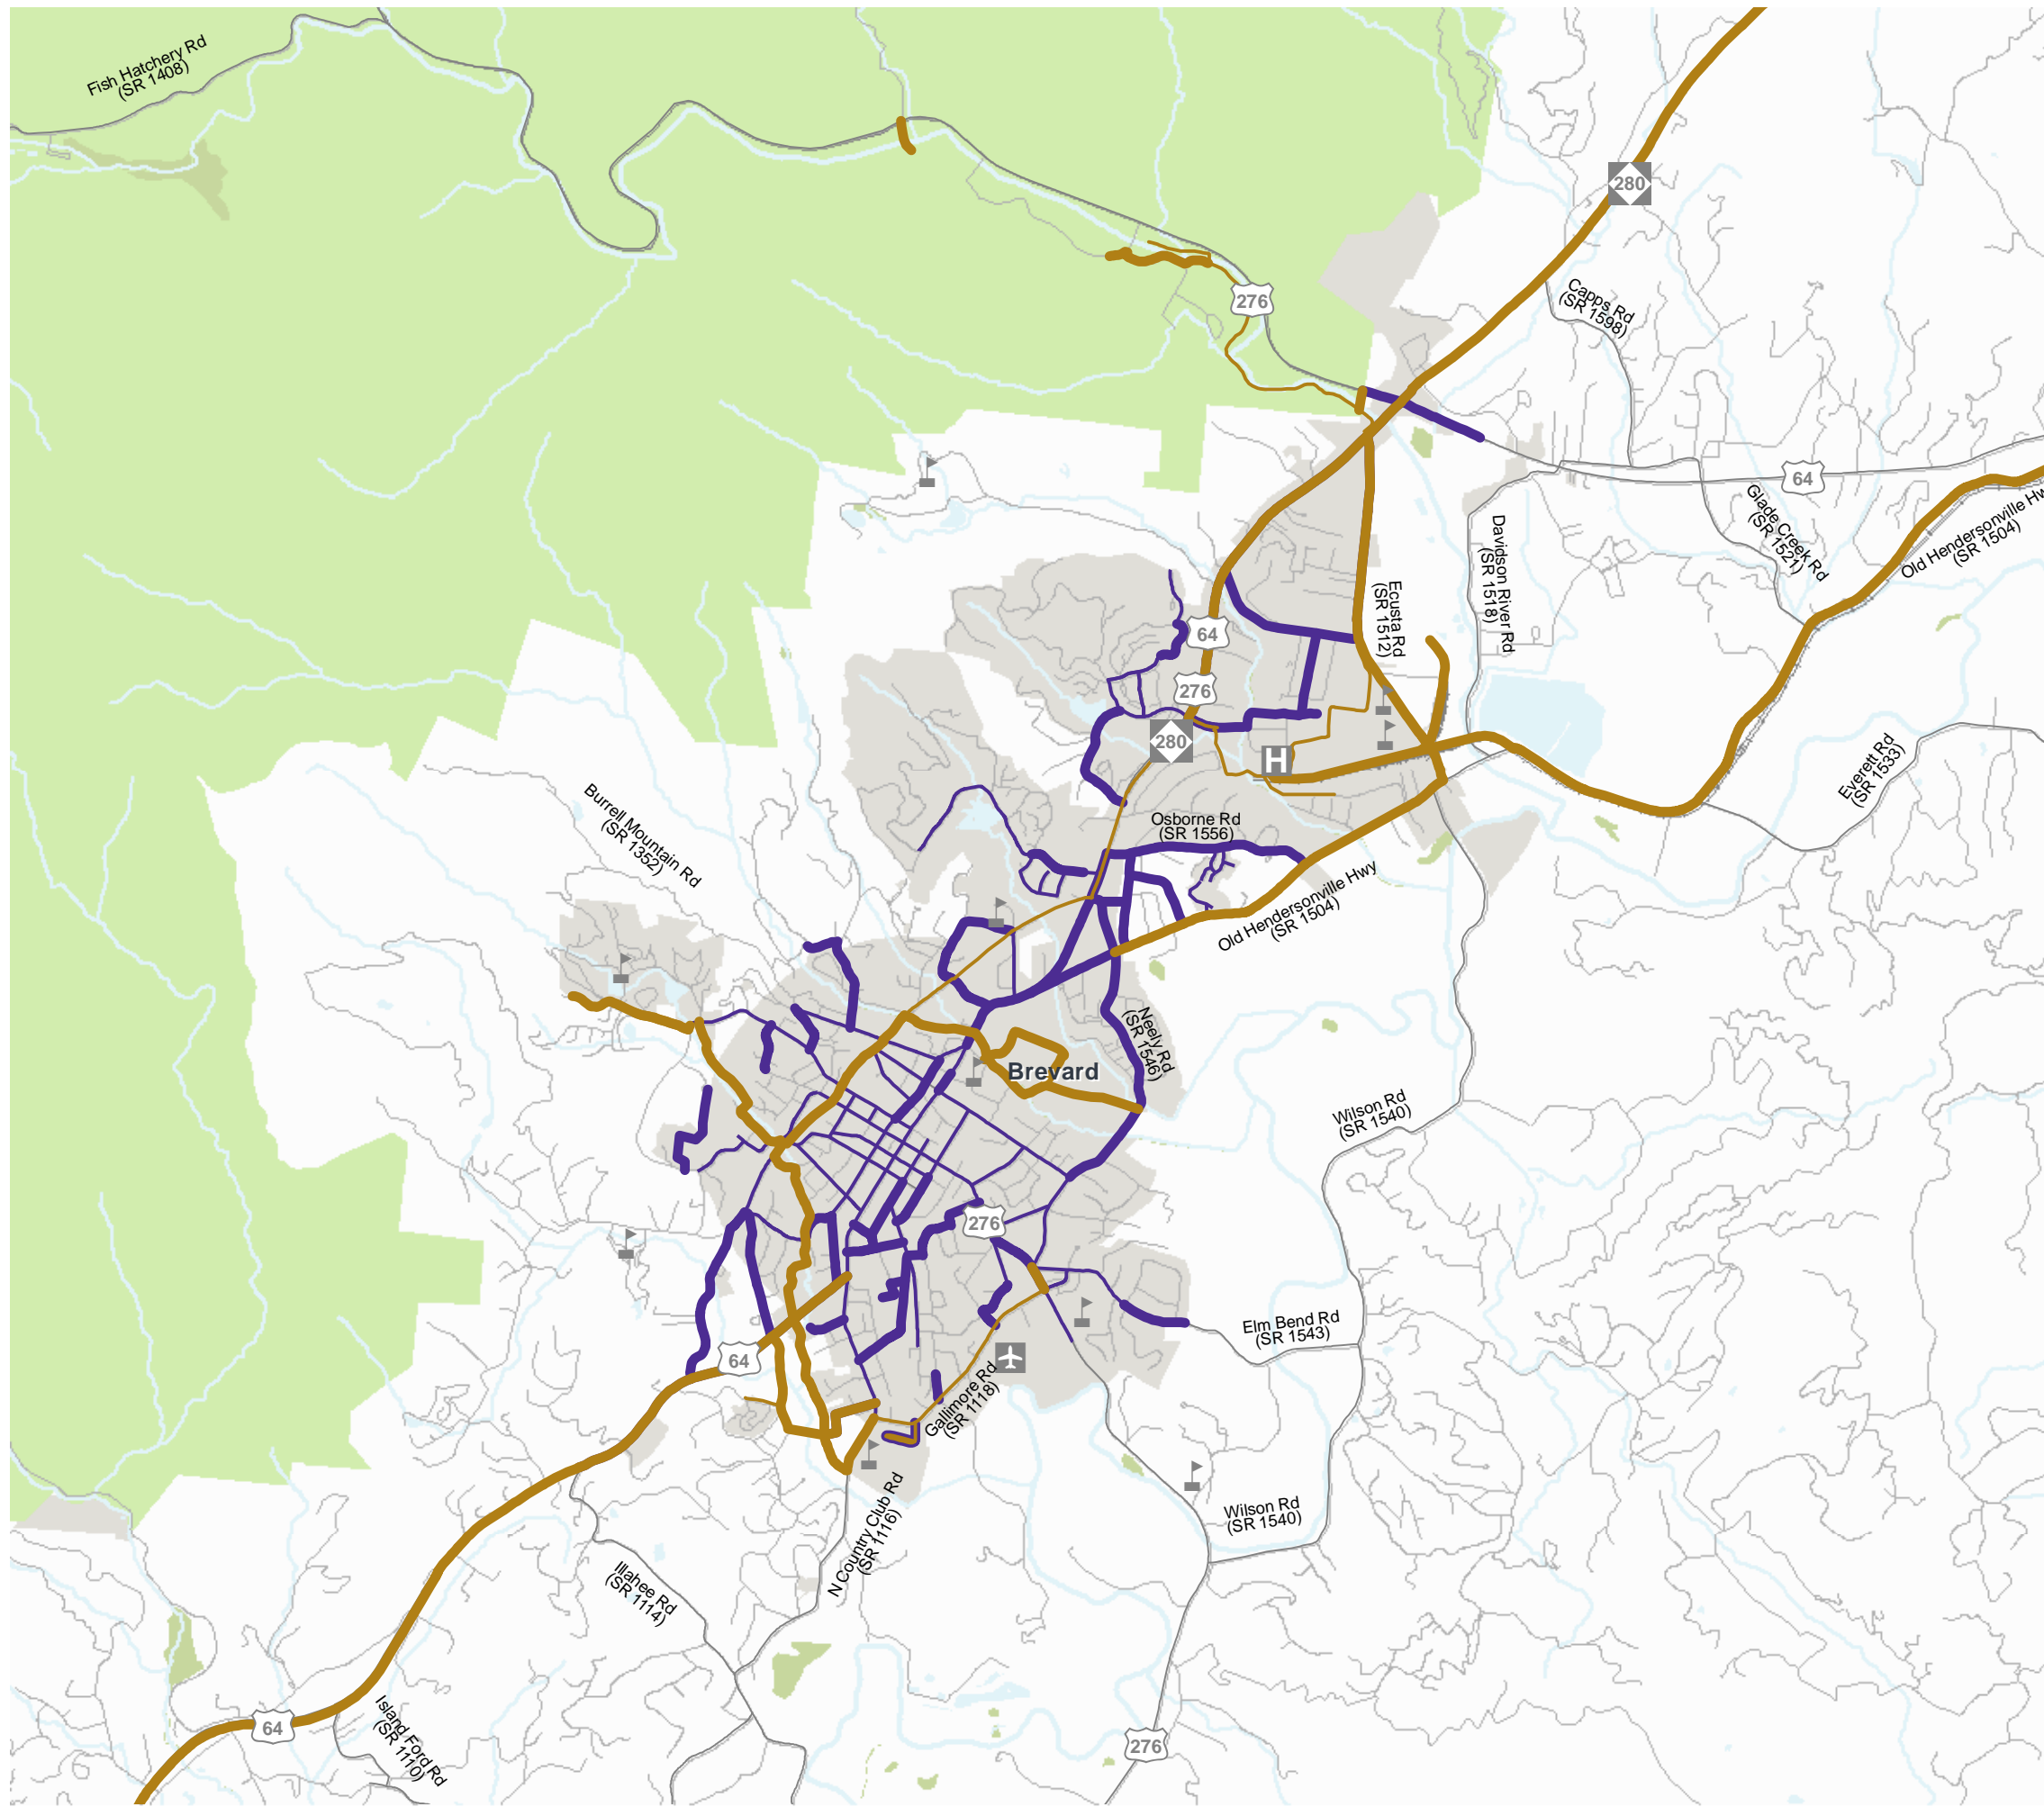 Fish Hatchery Rd
(SR 1408)
280
276
Capps Rd
(SR 1598)
64
Glade Creek Rd
(SR 1521)
Old Hendersonville Hw
(SR 1504)
Davidson River Rd
(SR 1518)
Ecusta Rd
(SR 1512)
64
276
280
H
Everett Rd
(SR 1533)
Burrell Mountain Rd
(SR 1352)
Osborne Rd
(SR 1556)
Old Hendersonville Hwy
(SR 1504)
Neely Rd
(SR 1546)
Brevard
Wilson Rd
(SR 1540)
276
Elm Bend Rd
(SR 1543)
64
Gallimore Rd
(SR 1118)
N Country Club Rd
(SR 1116)
Wilson Rd
(SR 1540)
Illahee Rd
(SR 1114)
Island Ford Rd
(SR 1110)
64
276